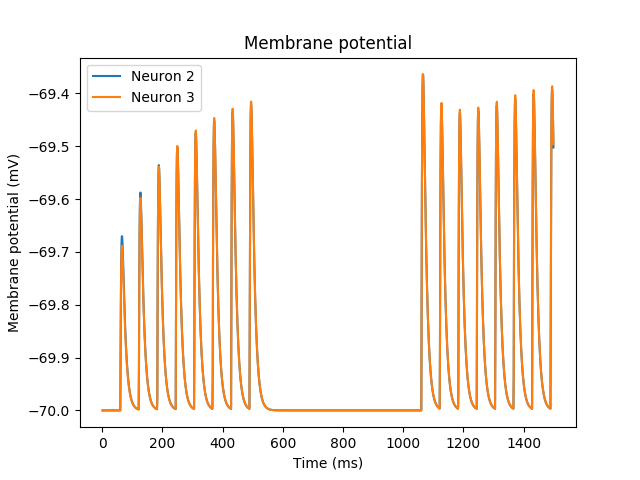 Membrane potential
Neuron 2
Neuron 3
Membrane potential (mV)
−69.4
−69.5
−69.6
−69.7
−69.8
−69.9
−70.0
0 200 400 600 800 1000 1200 1400
Time (ms)